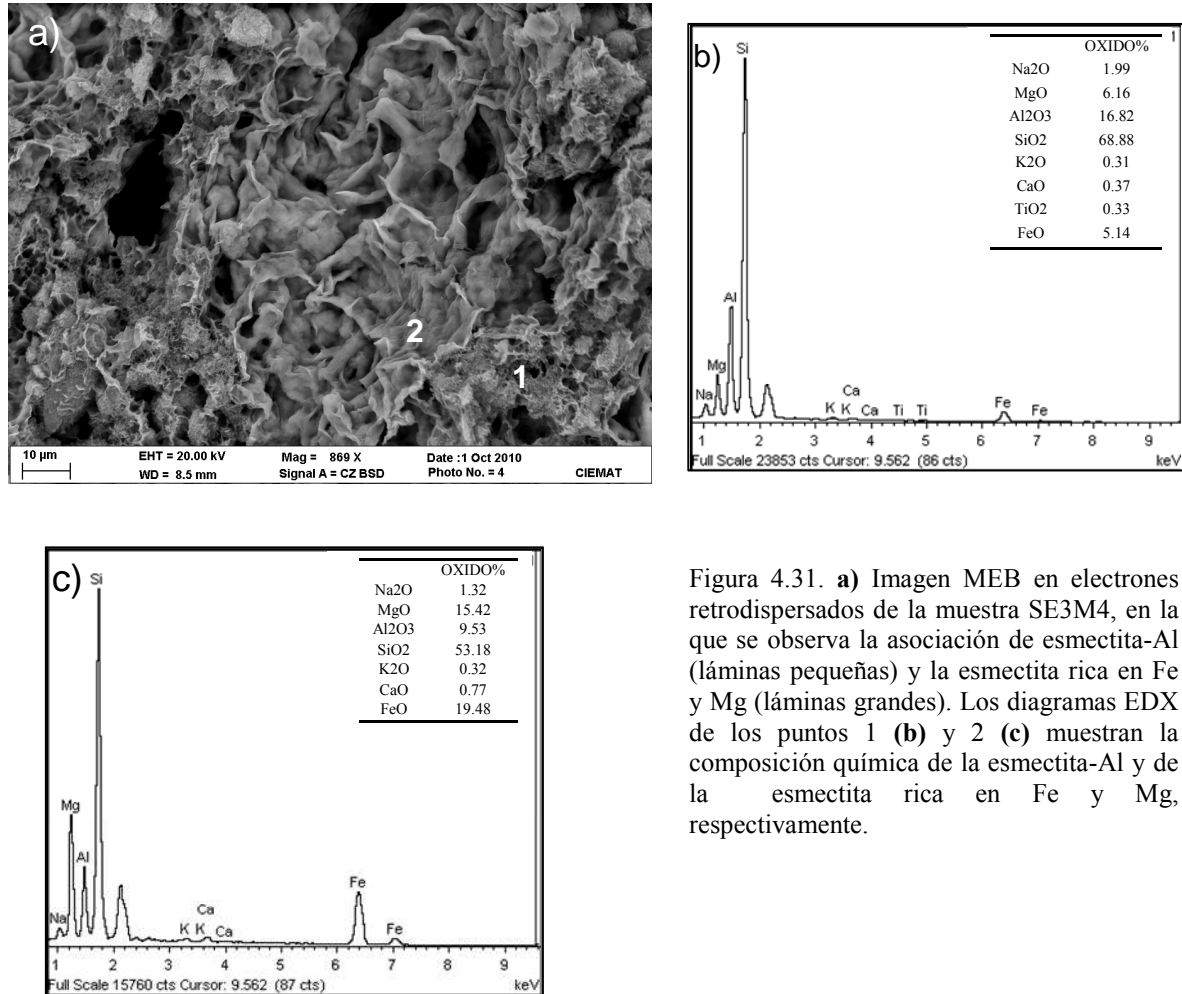 a)
2
1
10 µm
EHT = 20.00 kV
Mag = 869 X
Date :1 Oct 2010
WD = 8.5 mm
Signal A = CZ BSD
Photo No. = 4
CIEMAT
b)
Si
1
OXIDO%
Na2O 1.99
MgO 6.16
Al2O3 16.82
SiO2 68.88
K2O 0.31
CaO 0.37
TiO2 0.33
FeO 5.14
Al
Mg
Na
Ca
K K Ca Ti Ti
Fe
Fe
1 2 3 4 5 6 7 8 9
Full Scale 23853 cts Cursor: 9.562 (86 cts)
keV
c)
Si
OXIDO%
Na2O 1.32
MgO 15.42
Al2O3 9.53
SiO2 53.18
K2O 0.32
CaO 0.77
FeO 19.48
Mg
Al
Na
Ca
K K Ca
Fe
Fe
1 2 3 4 5 6 7 8 9
Full Scale 15760 cts Cursor: 9.562 (87 cts)
keV
Figura 4.31. a) Imagen MEB en electrones
retrodispersados de la muestra SE3M4, en la
que se observa la asociación de esmectita-Al
(láminas pequeñas) y la esmectita rica en Fe
y Mg (láminas grandes). Los diagramas EDX
de los puntos 1 (b) y 2 (c) muestran la
composición química de la esmectita-Al y de
la esmectita rica en Fe y Mg,
respectivamente.